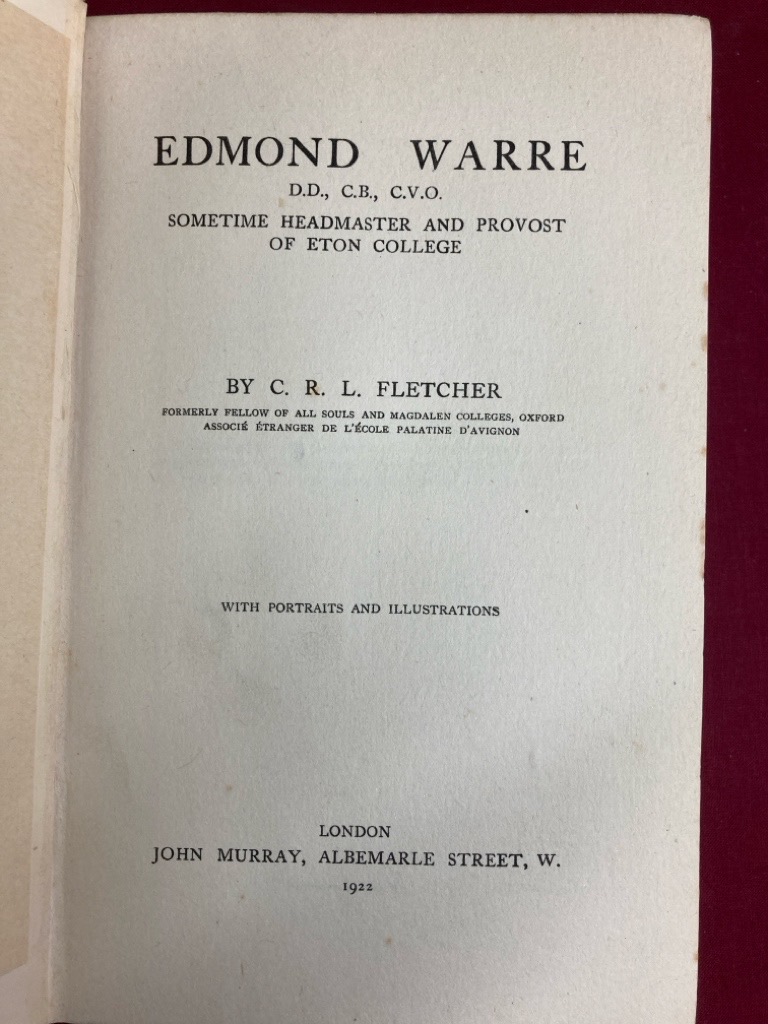 EDMOND WARRE
D.D., C.B., C.V.O.
SOMETIME HEADMASTER AND PROVOST
OF ETON COLLEGE
BY C. R. L. FLETCHER
FORMERLY FELLOW OF ALL SOULS AND MAGDALEN COLLEGES, OXFORD
ASSOCIÉ ÉTRANGER DE L'ÉCOLE PALATINE D'AVIGNON
WITH PORTRAITS AND ILLUSTRATIONS
LONDON
JOHN MURRAY, ALBEMARLE STREET, W.
1922